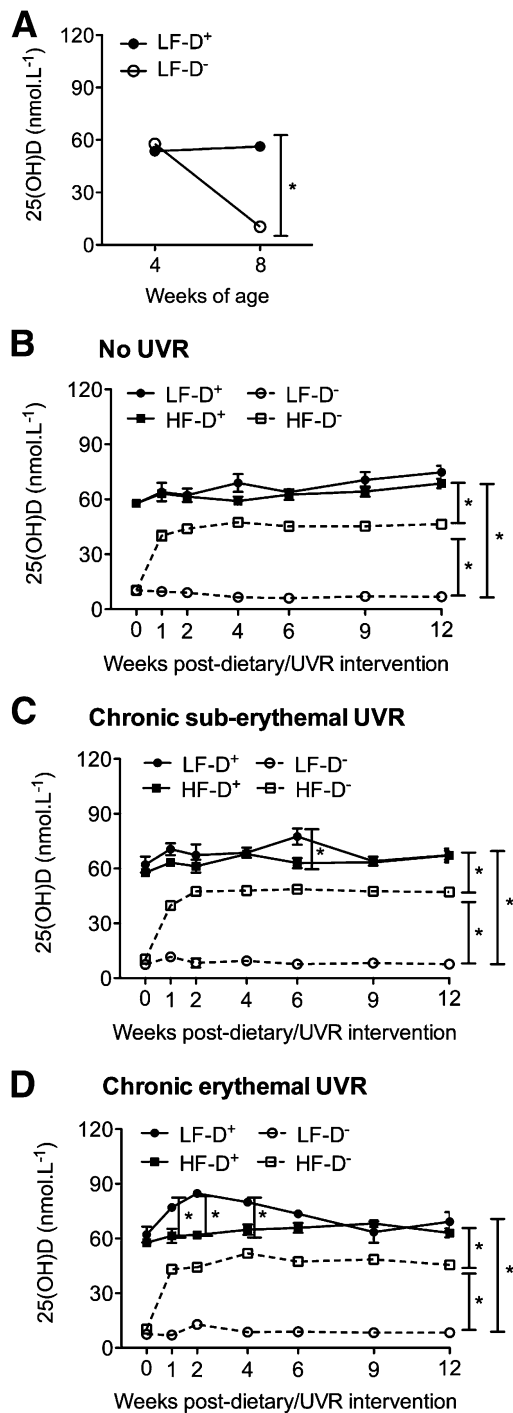 A
120
90
60
30
0
25(OH)D (nmol.L⁻¹)
LF-D⁺
LF-D⁻
*
4 8
Weeks of age
B
No UVR
120
90
60
30
0
25(OH)D (nmol.L⁻¹)
LF-D⁺ LF-D⁻
HF-D⁺ HF-D⁻
*
*
*
0 1 2 4 6 9 12
Weeks post-dietary/UVR intervention
C
Chronic sub-erythemal UVR
120
90
60
30
0
25(OH)D (nmol.L⁻¹)
LF-D⁺ LF-D⁻
HF-D⁺ HF-D⁻
*
*
*
*
0 1 2 4 6 9 12
Weeks post-dietary/UVR intervention
D
Chronic erythemal UVR
120
90
60
30
0
25(OH)D (nmol.L⁻¹)
LF-D⁺ LF-D⁻
HF-D⁺ HF-D⁻
* * *
*
*
*
0 1 2 4 6 9 12
Weeks post-dietary/UVR intervention